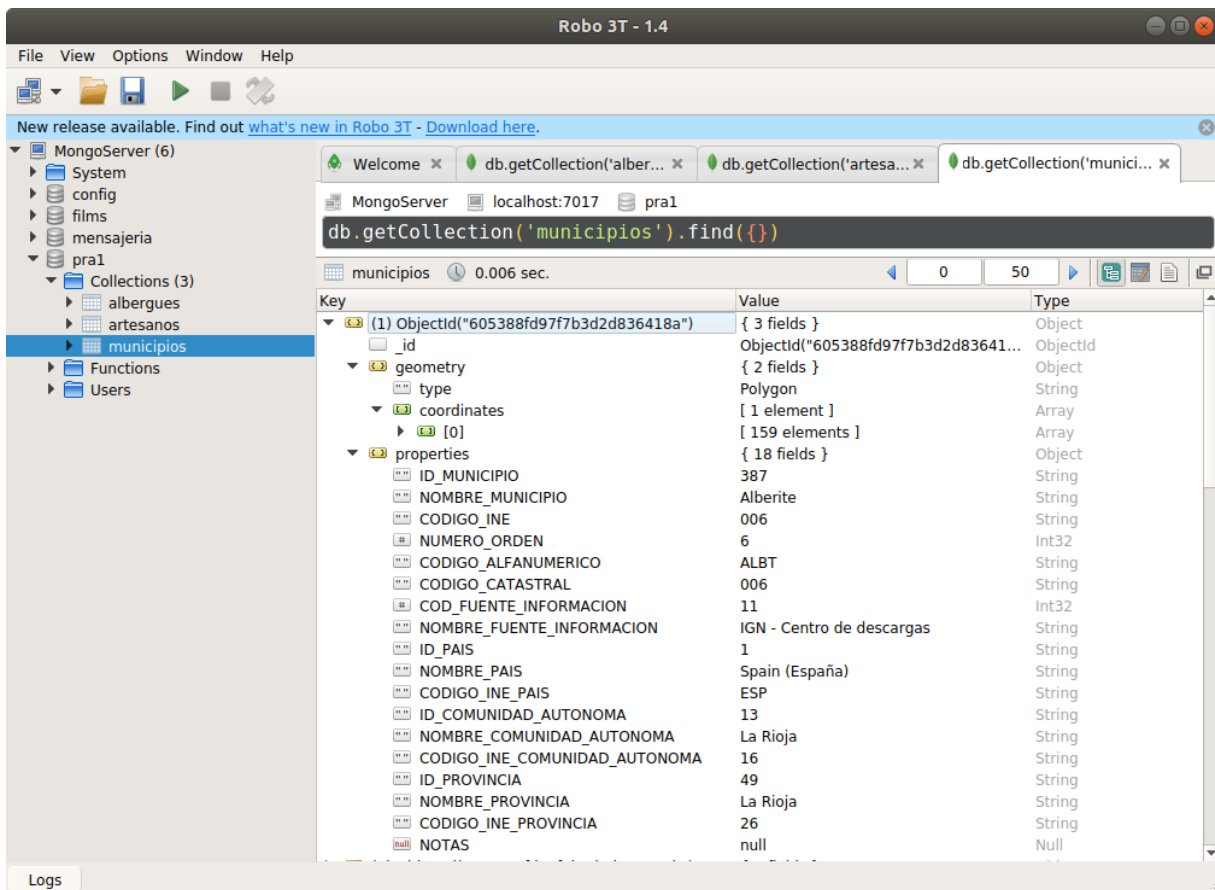 Robo 3T - 1.4
File View Options Window Help
New release available. Find out what's new in Robo 3T - Download here.
MongoServer (6)
System
config
films
mensajeria
pra1
Collections (3)
albergues
artesanos
municipios
Functions
Users
Welcome db.getCollection('alber... db.getCollection('artesa... db.getCollection('munici...
MongoServer localhost:7017 pra1
db.getCollection('municipios').find({})
municipios 0.006 sec. 0 50
Key Value Type
(1) ObjectId("605388fd97f7b3d2d836418a") { 3 fields } Object
_id ObjectId("605388fd97f7b3d2d83641... ObjectId
geometry { 2 fields } Object
type Polygon String
coordinates [ 1 element ] Array
[0] [ 159 elements ] Array
properties { 18 fields } Object
ID_MUNICIPIO 387 String
NOMBRE_MUNICIPIO Alberite String
CODIGO_INE 006 String
NUMERO_ORDEN 6 Int32
CODIGO_ALFANUMERICO ALBT String
CODIGO_CATASTRAL 006 String
COD_FUENTE_INFORMACION 11 Int32
NOMBRE_FUENTE_INFORMACION IGN - Centro de descargas String
ID_PAIS 1 String
NOMBRE_PAIS Spain (España) String
CODIGO_INE_PAIS ESP String
ID_COMUNIDAD_AUTONOMA 13 String
NOMBRE_COMUNIDAD_AUTONOMA La Rioja String
CODIGO_INE_COMUNIDAD_AUTONOMA 16 String
ID_PROVINCIA 49 String
NOMBRE_PROVINCIA La Rioja String
CODIGO_INE_PROVINCIA 26 String
NOTAS null Null
Logs